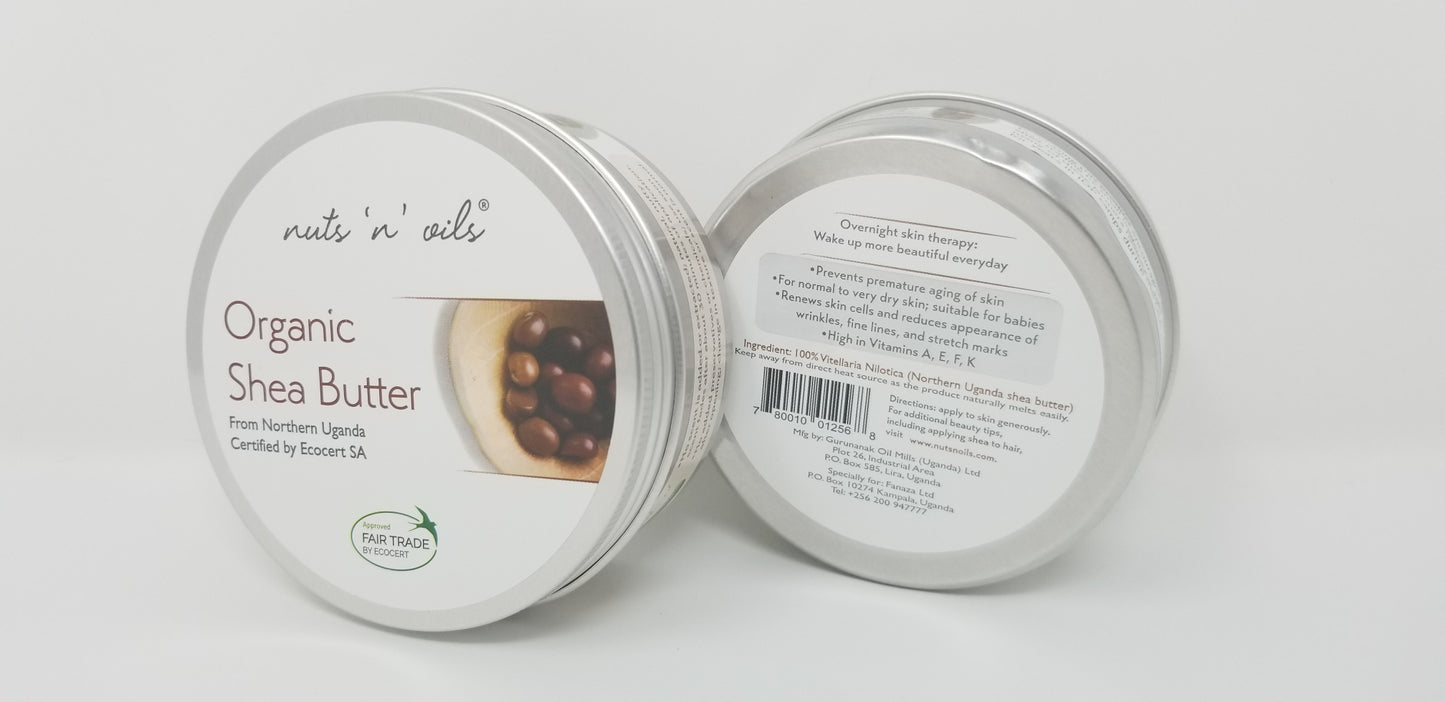 nuts 'n' oils®
Organic
Shea Butter
From Northern Uganda
Certified by Ecocert SA
Approved
FAIR TRADE
BY ECOCERT
Overnight skin therapy:
Wake up more beautiful everyday
•Prevents premature aging of skin
•For normal to very dry skin; suitable for babies
•Renews skin cells and reduces appearance of
wrinkles, fine lines, and stretch marks
•High in Vitamins A, E, F, K
Ingredient: 100% Vitellaria Nilotica (Northern Uganda shea butter)
Keep away from direct heat source as the product naturally melts easily.
7 80010 01256 8
Directions: apply to skin generously.
For additional beauty tips,
including applying shea to hair,
visit www.nutsnoils.com.
Mfg by: Gurunanak Oil Mills (Uganda) Ltd
Plot 26, Industrial Area
P.O. Box 585, Lira, Uganda
Specially for: Fanaza Ltd
P.O. Box 10274 Kampala, Uganda
Tel: +256 200 947777